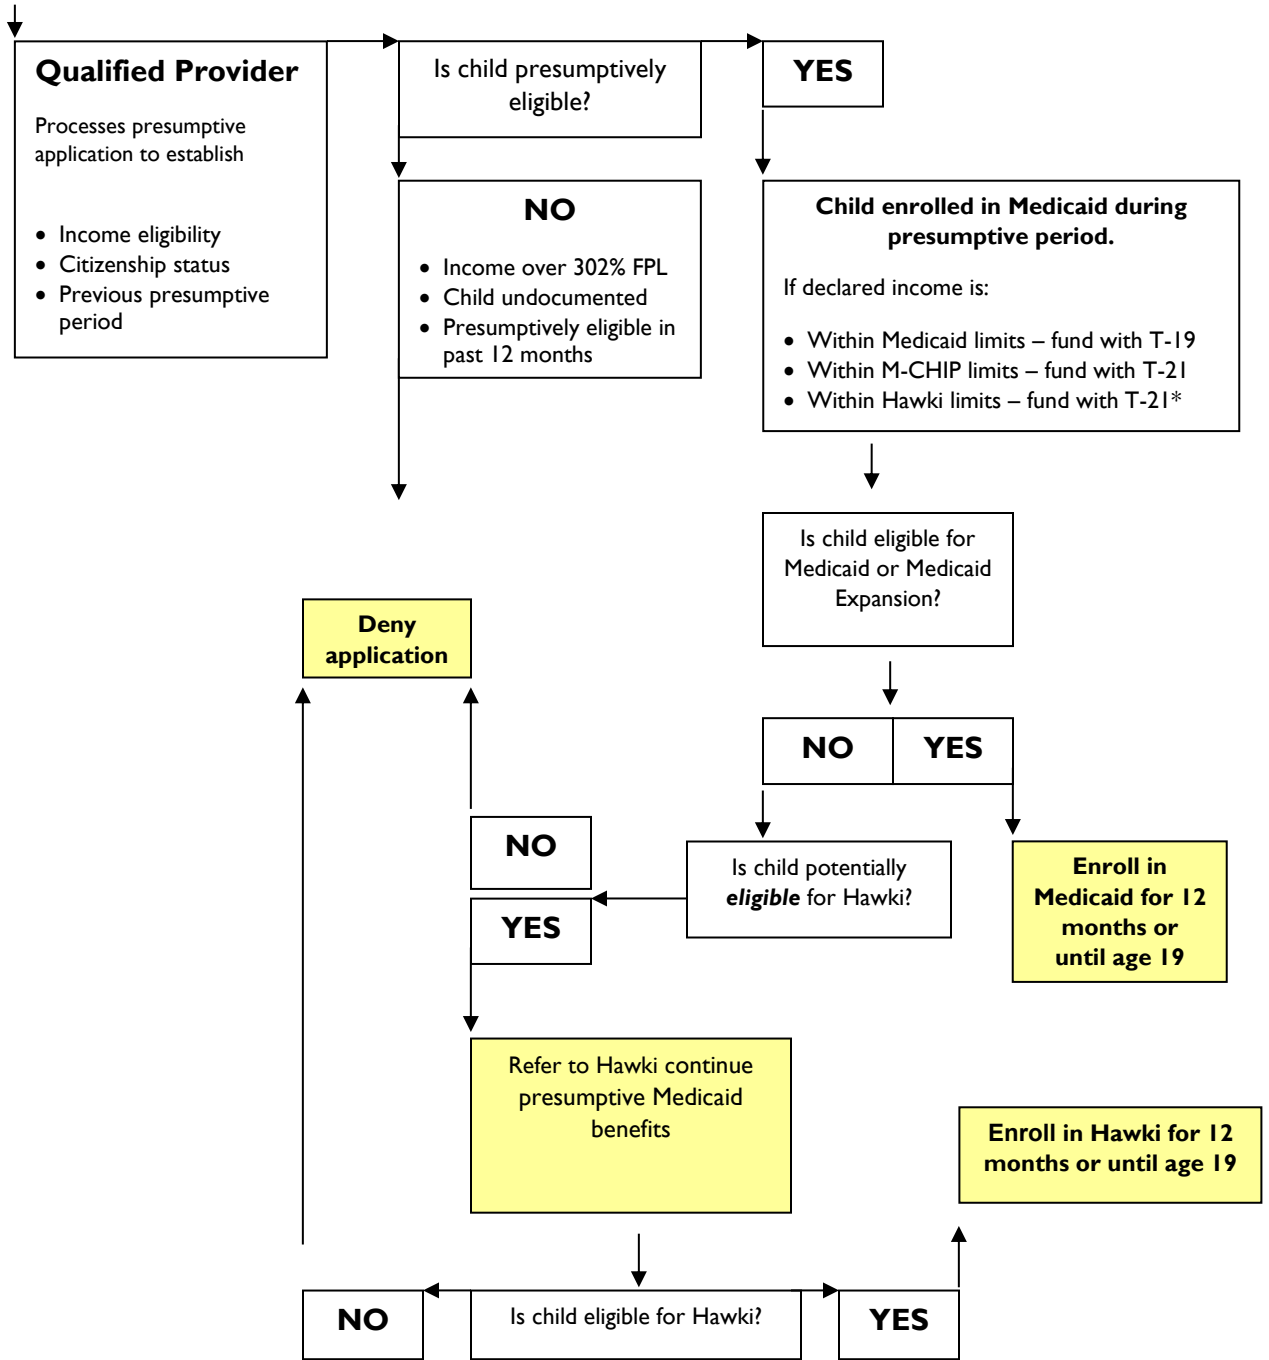 Qualified Provider
Processes presumptive
application to establish
• Income eligibility
• Citizenship status
• Previous presumptive
period
Is child presumptively
eligible?
YES
NO
• Income over 302% FPL
• Child undocumented
• Presumptively eligible in
past 12 months
Child enrolled in Medicaid during
presumptive period.
If declared income is:
• Within Medicaid limits – fund with T-19
• Within M-CHIP limits – fund with T-21
• Within Hawki limits – fund with T-21*
Is child eligible for
Medicaid or Medicaid
Expansion?
Deny
application
NO
YES
NO
YES
Is child potentially
eligible for Hawki?
Enroll in
Medicaid for 12
months or
until age 19
Refer to Hawki continue
presumptive Medicaid
benefits
Enroll in Hawki for 12
months or until age 19
NO
Is child eligible for Hawki?
YES